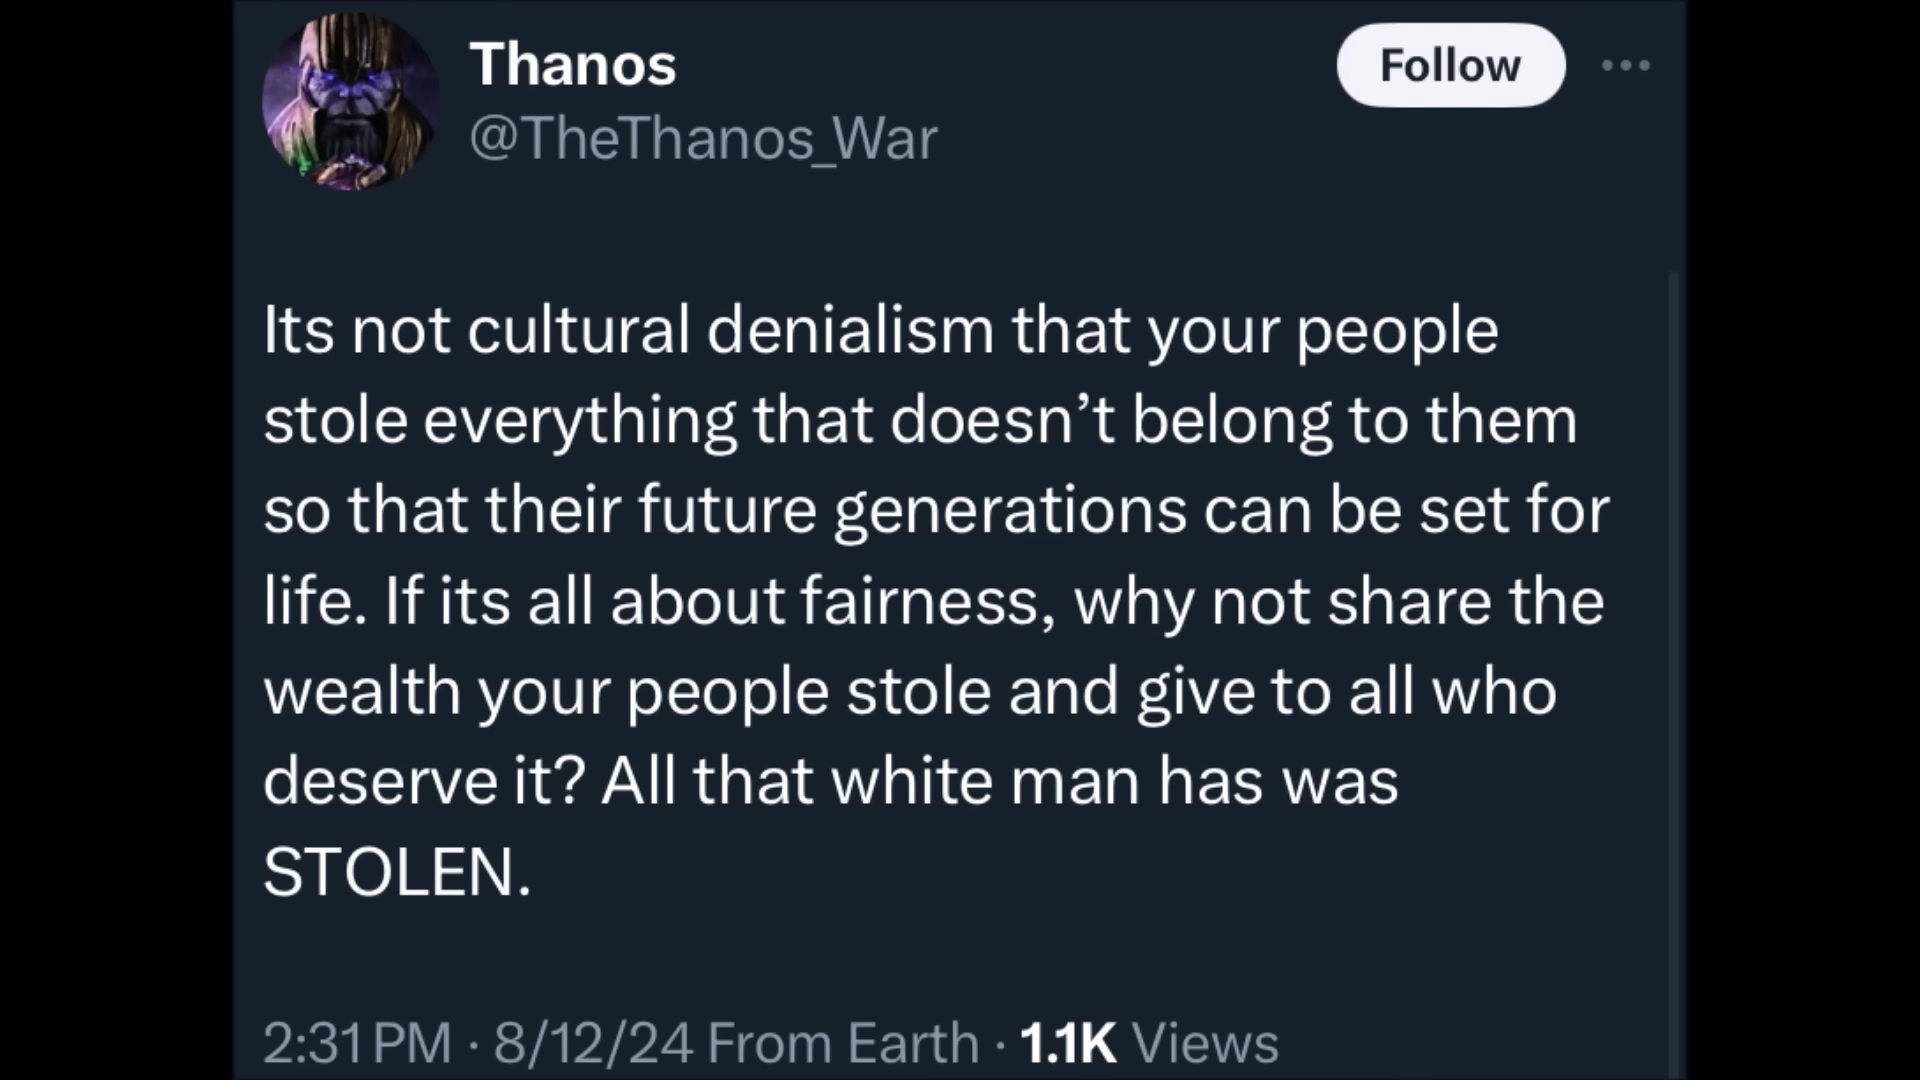 Thanos
Follow
@TheThanos_War
Its not cultural denialism that your people
stole everything that doesn’t belong to them
so that their future generations can be set for
life. If its all about fairness, why not share the
wealth your people stole and give to all who
deserve it? All that white man has was
STOLEN.
2:31 PM · 8/12/24 From Earth · 1.1K Views